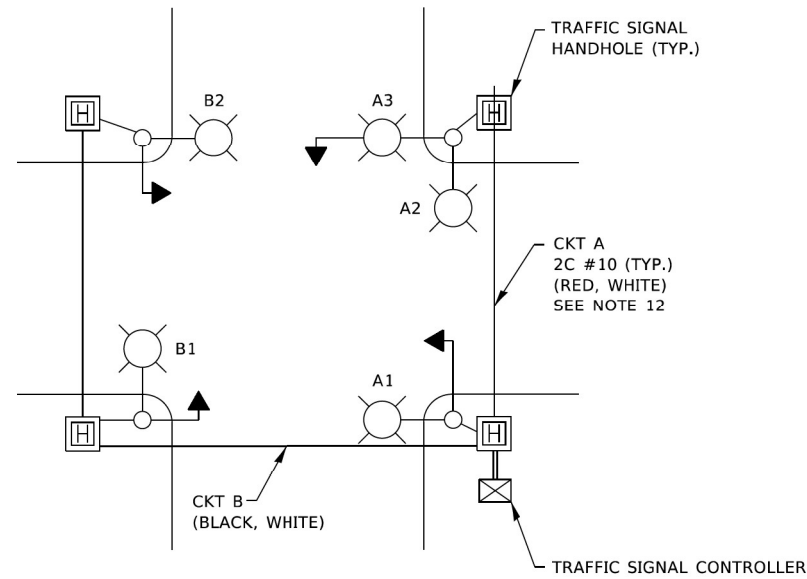 TRAFFIC SIGNAL
HANDHOLE (TYP.)
H
B2
A3
H
A2
CKT A
2C #10 (TYP.)
(RED, WHITE)
SEE NOTE 12
B1
A1
H
H
CKT B
(BLACK, WHITE)
TRAFFIC SIGNAL CONTROLLER